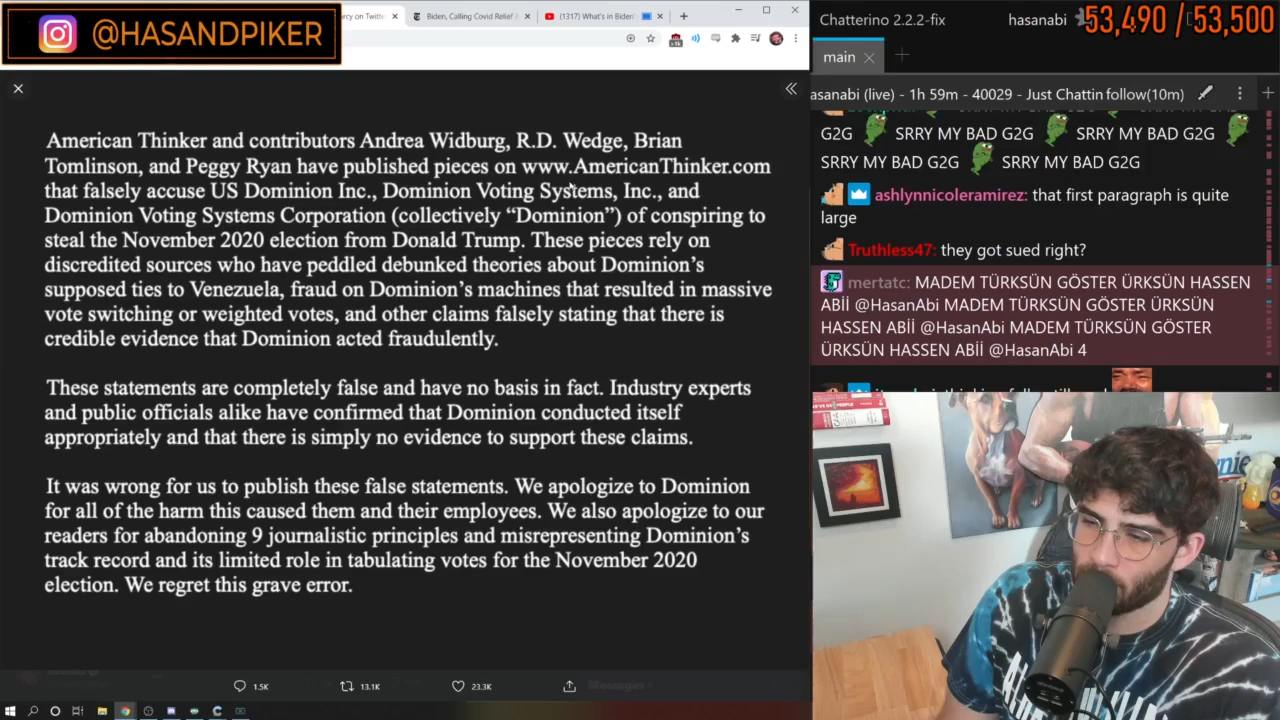 @HASANDPIKER
rcy on Twitte
Biden, Calling Covid Relief
(1317) What's in Biden
American Thinker and contributors Andrea Widburg, R.D. Wedge, Brian
Tomlinson, and Peggy Ryan have published pieces on www.AmericanThinker.com
that falsely accuse US Dominion Inc., Dominion Voting Systems, Inc., and
Dominion Voting Systems Corporation (collectively “Dominion”) of conspiring to
steal the November 2020 election from Donald Trump. These pieces rely on
discredited sources who have peddled debunked theories about Dominion’s
supposed ties to Venezuela, fraud on Dominion’s machines that resulted in massive
vote switching or weighted votes, and other claims falsely stating that there is
credible evidence that Dominion acted fraudulently.
These statements are completely false and have no basis in fact. Industry experts
and public officials alike have confirmed that Dominion conducted itself
appropriately and that there is simply no evidence to support these claims.
It was wrong for us to publish these false statements. We apologize to Dominion
for all of the harm this caused them and their employees. We also apologize to our
readers for abandoning 9 journalistic principles and misrepresenting Dominion’s
track record and its limited role in tabulating votes for the November 2020
election. We regret this grave error.
1.5K
13.1K
23.3K
Messages
Chatterino 2.2.2-fix
hasanabi
53,490 / 53,500
main
asanabi (live) - 1h 59m - 40029 - Just Chattin follow(10m)
G2G SRRY MY BAD G2G SRRY MY BAD G2G
SRRY MY BAD G2G SRRY MY BAD G2G
ashlynnicoleramirez: that first paragraph is quite
large
Truthless47: they got sued right?
mertatc: MADEM TÜRKSÜN GÖSTER ÜRKSÜN HASSEN
ABİİ @HasanAbi MADEM TÜRKSÜN GÖSTER ÜRKSÜN
HASSEN ABİİ @HasanAbi MADEM TÜRKSÜN GÖSTER
ÜRKSÜN HASSEN ABİİ @HasanAbi 4